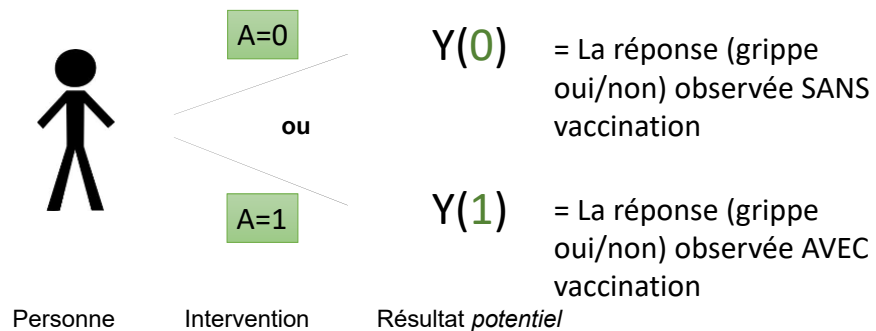 A=0
Y(0)
= La réponse (grippe
oui/non) observée SANS
vaccination
ou
A=1
Y(1)
= La réponse (grippe
oui/non) observée AVEC
vaccination
Personne
Intervention
Résultat potentiel